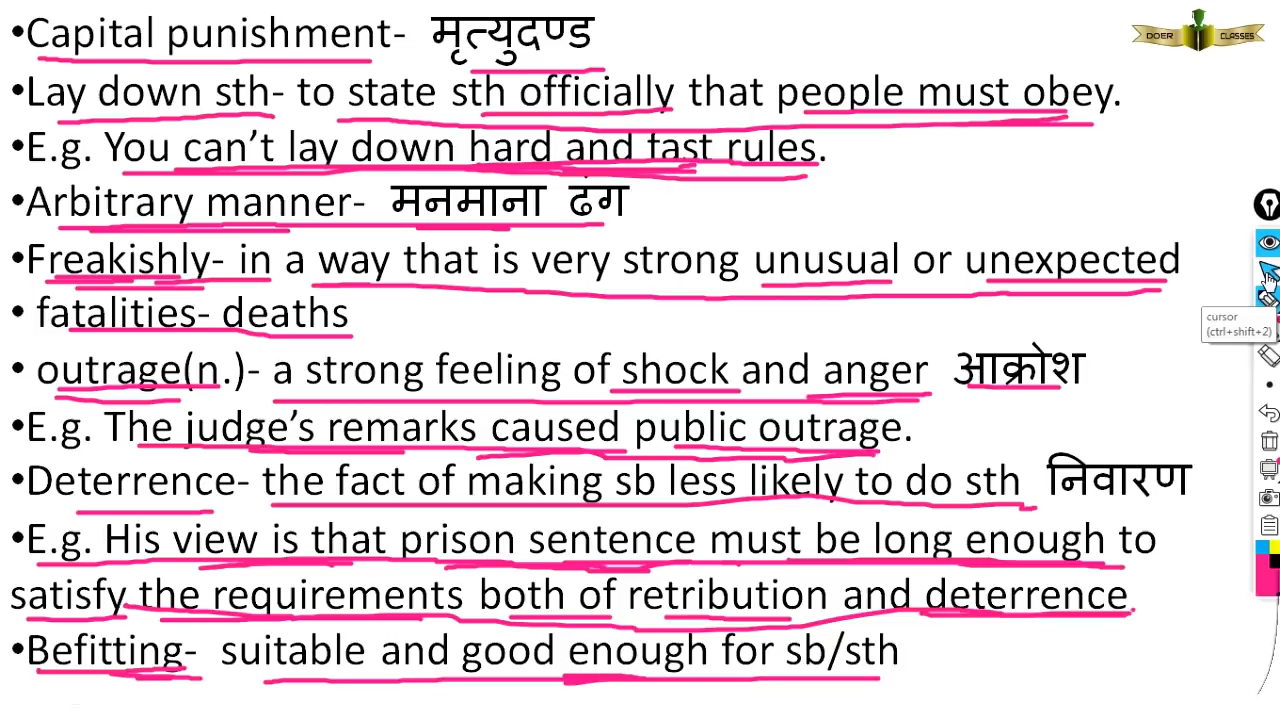 •Capital punishment- मृत्युदण्ड
DOER CLASSES
•Lay down sth- to state sth officially that people must obey.
•E.g. You can't lay down hard and fast rules.
•Arbitrary manner- मनमाना ढंग
•Freakishly- in a way that is very strong unusual or unexpected
• fatalities- deaths
cursor
(ctrl+shift+2)
• outrage(n.)- a strong feeling of shock and anger आक्रोश
•E.g. The judge's remarks caused public outrage.
•Deterrence- the fact of making sb less likely to do sth निवारण
•E.g. His view is that prison sentence must be long enough to
satisfy the requirements both of retribution and deterrence.
•Befitting- suitable and good enough for sb/sth